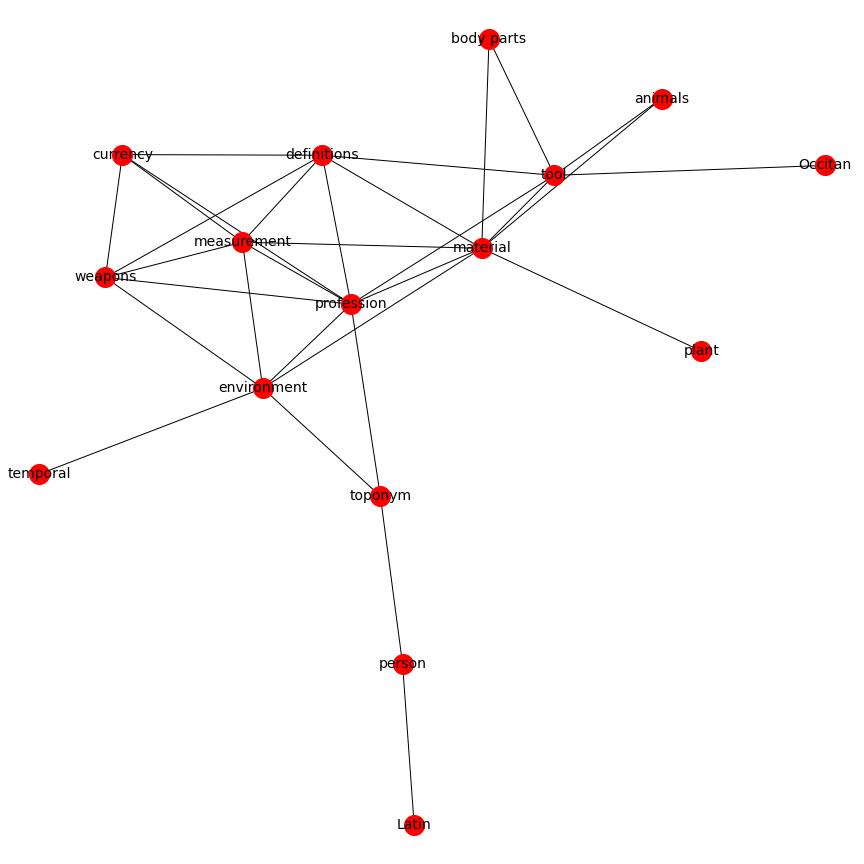 body parts
animals
currency
definitions
Occitan
tool
measurement
material
weapons
profession
plant
environment
temporal
toponym
person
Latin